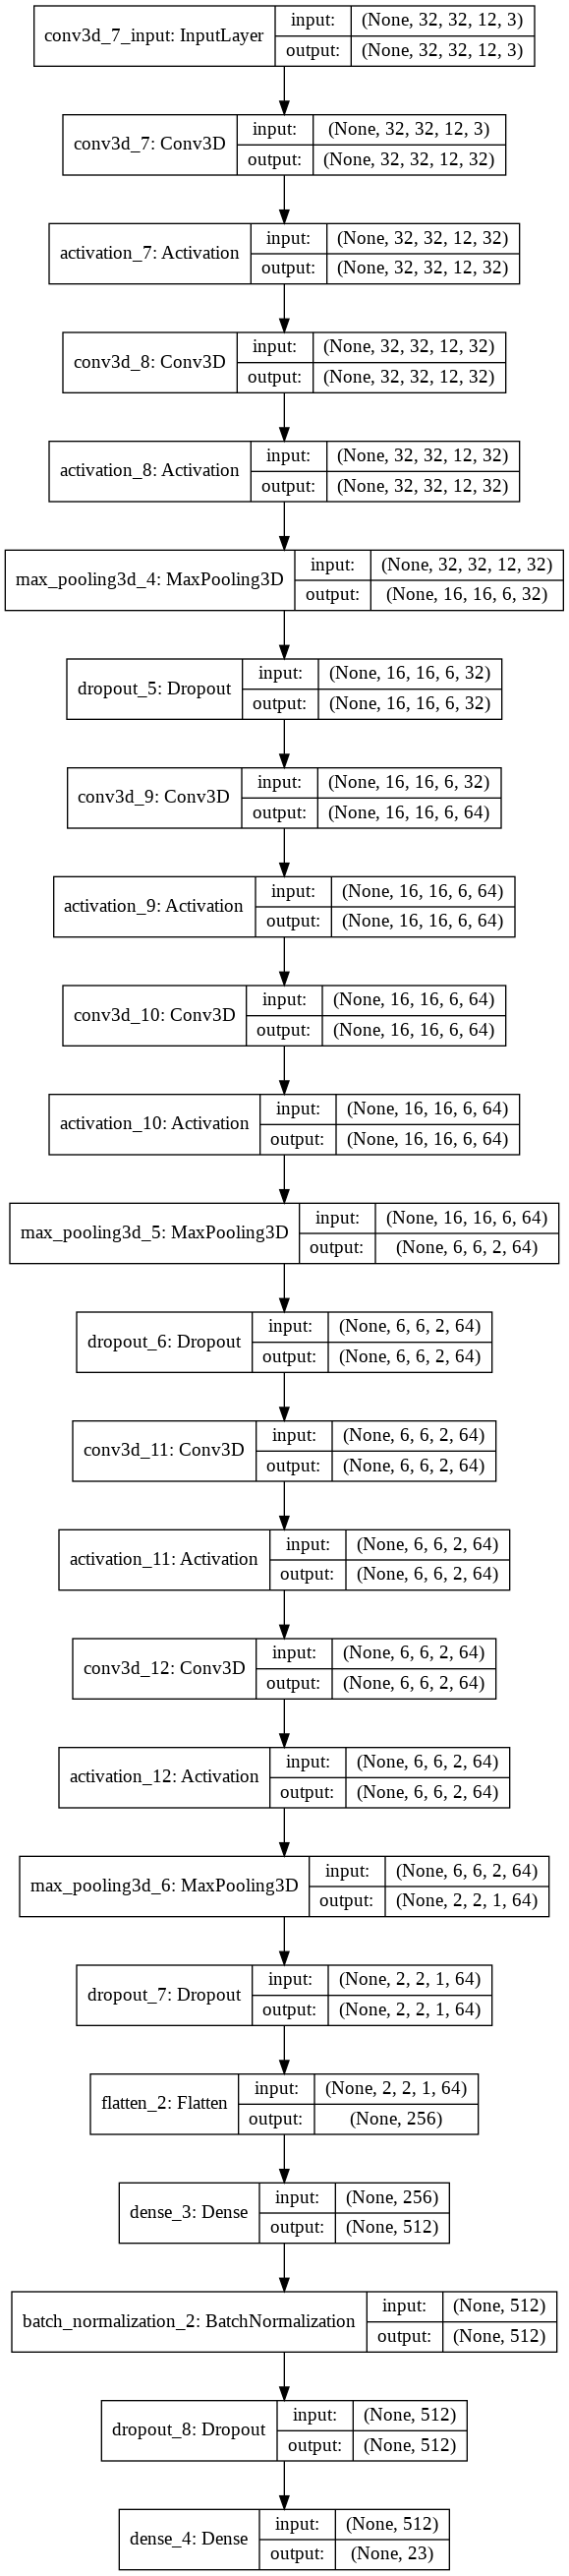 conv3d_7_input: InputLayer
input: (None, 32, 32, 12, 3)
output: (None, 32, 32, 12, 3)
conv3d_7: Conv3D
input: (None, 32, 32, 12, 3)
output: (None, 32, 32, 12, 32)
activation_7: Activation
input: (None, 32, 32, 12, 32)
output: (None, 32, 32, 12, 32)
conv3d_8: Conv3D
input: (None, 32, 32, 12, 32)
output: (None, 32, 32, 12, 32)
activation_8: Activation
input: (None, 32, 32, 12, 32)
output: (None, 32, 32, 12, 32)
max_pooling3d_4: MaxPooling3D
input: (None, 32, 32, 12, 32)
output: (None, 16, 16, 6, 32)
dropout_5: Dropout
input: (None, 16, 16, 6, 32)
output: (None, 16, 16, 6, 32)
conv3d_9: Conv3D
input: (None, 16, 16, 6, 32)
output: (None, 16, 16, 6, 64)
activation_9: Activation
input: (None, 16, 16, 6, 64)
output: (None, 16, 16, 6, 64)
conv3d_10: Conv3D
input: (None, 16, 16, 6, 64)
output: (None, 16, 16, 6, 64)
activation_10: Activation
input: (None, 16, 16, 6, 64)
output: (None, 16, 16, 6, 64)
max_pooling3d_5: MaxPooling3D
input: (None, 16, 16, 6, 64)
output: (None, 6, 6, 2, 64)
dropout_6: Dropout
input: (None, 6, 6, 2, 64)
output: (None, 6, 6, 2, 64)
conv3d_11: Conv3D
input: (None, 6, 6, 2, 64)
output: (None, 6, 6, 2, 64)
activation_11: Activation
input: (None, 6, 6, 2, 64)
output: (None, 6, 6, 2, 64)
conv3d_12: Conv3D
input: (None, 6, 6, 2, 64)
output: (None, 6, 6, 2, 64)
activation_12: Activation
input: (None, 6, 6, 2, 64)
output: (None, 6, 6, 2, 64)
max_pooling3d_6: MaxPooling3D
input: (None, 6, 6, 2, 64)
output: (None, 2, 2, 1, 64)
dropout_7: Dropout
input: (None, 2, 2, 1, 64)
output: (None, 2, 2, 1, 64)
flatten_2: Flatten
input: (None, 2, 2, 1, 64)
output: (None, 256)
dense_3: Dense
input: (None, 256)
output: (None, 512)
batch_normalization_2: BatchNormalization
input: (None, 512)
output: (None, 512)
dropout_8: Dropout
input: (None, 512)
output: (None, 512)
dense_4: Dense
input: (None, 512)
output: (None, 23)